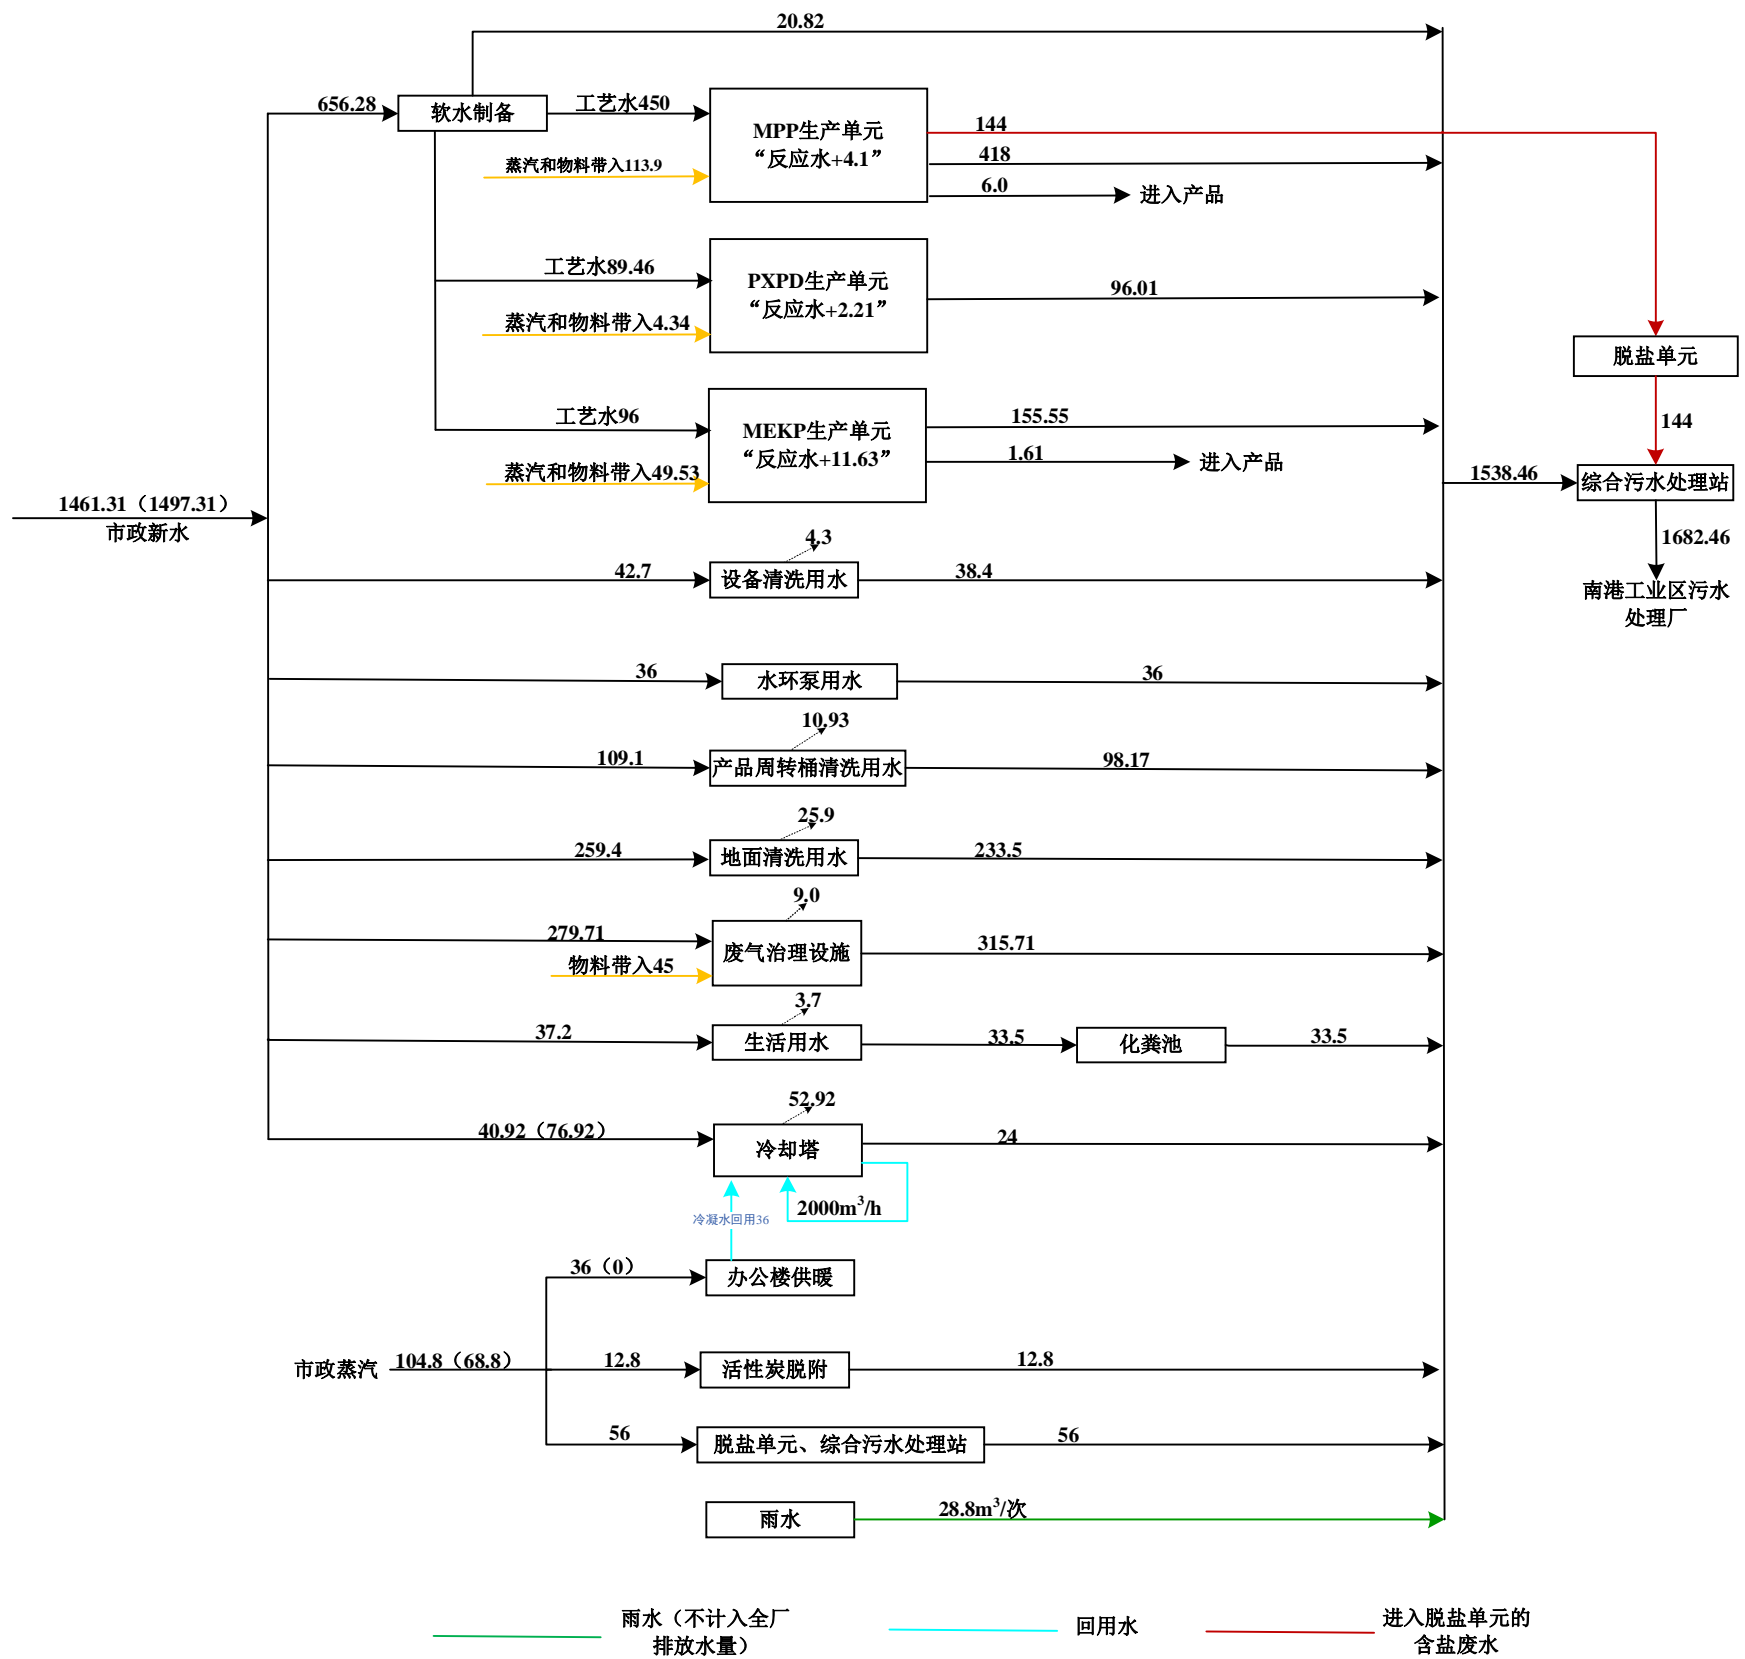 20.82
656.28
软水制备
工艺水450
蒸汽和物料带入113.9
MPP生产单元
“反应水+4.1”
144
418
6.0
进入产品
工艺水89.46
蒸汽和物料带入4.34
PXPD生产单元
“反应水+2.21”
96.01
脱盐单元
144
工艺水96
蒸汽和物料带入49.53
MEKP生产单元
“反应水+11.63”
155.55
1.61
进入产品
1538.46
综合污水处理站
1682.46
南港工业区污水
处理厂
1461.31（1497.31）
市政新水
4.3
42.7
设备清洗用水
38.4
36
水环泵用水
36
10.93
109.1
产品周转桶清洗用水
98.17
25.9
259.4
地面清洗用水
233.5
9.0
279.71
物料带入45
废气治理设施
315.71
3.7
37.2
生活用水
33.5
化粪池
33.5
52.92
40.92（76.92）
冷却塔
24
2000m³/h
冷凝水回用36
36（0）
办公楼供暖
市政蒸汽
104.8（68.8）
12.8
活性炭脱附
12.8
56
脱盐单元、综合污水处理站
56
雨水
28.8m³/次
雨水（不计入全厂
排放水量）
回用水
进入脱盐单元的
含盐废水